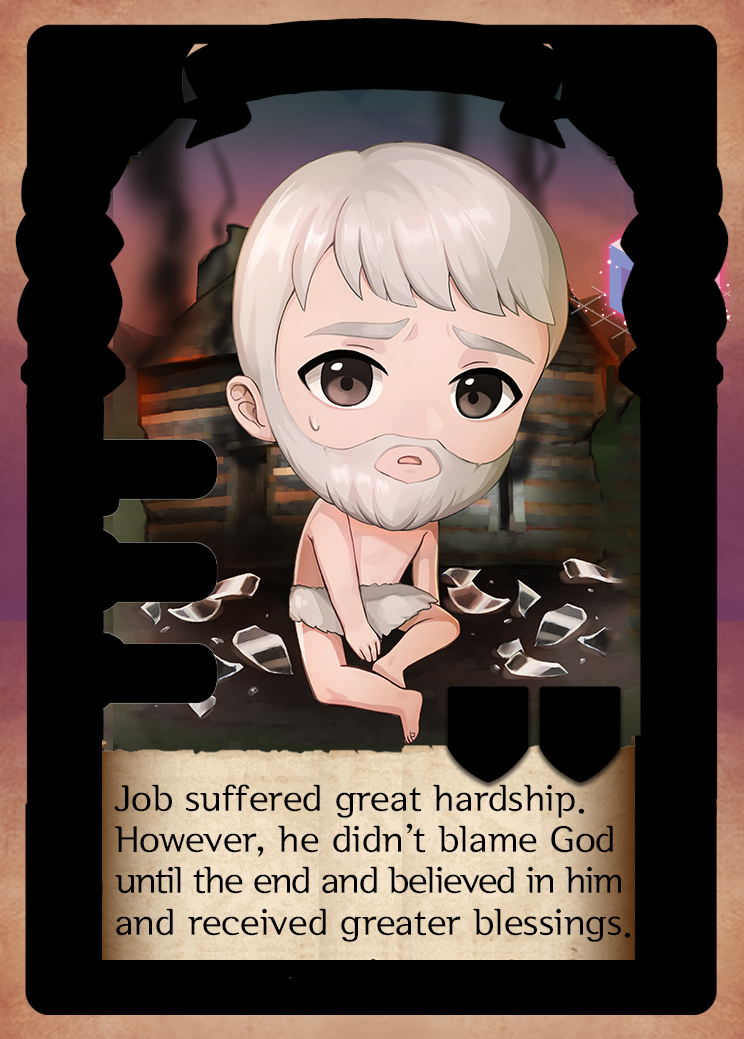 Job suffered great hardship.
However, he didn't blame God
until the end and believed in him
and received greater blessings.